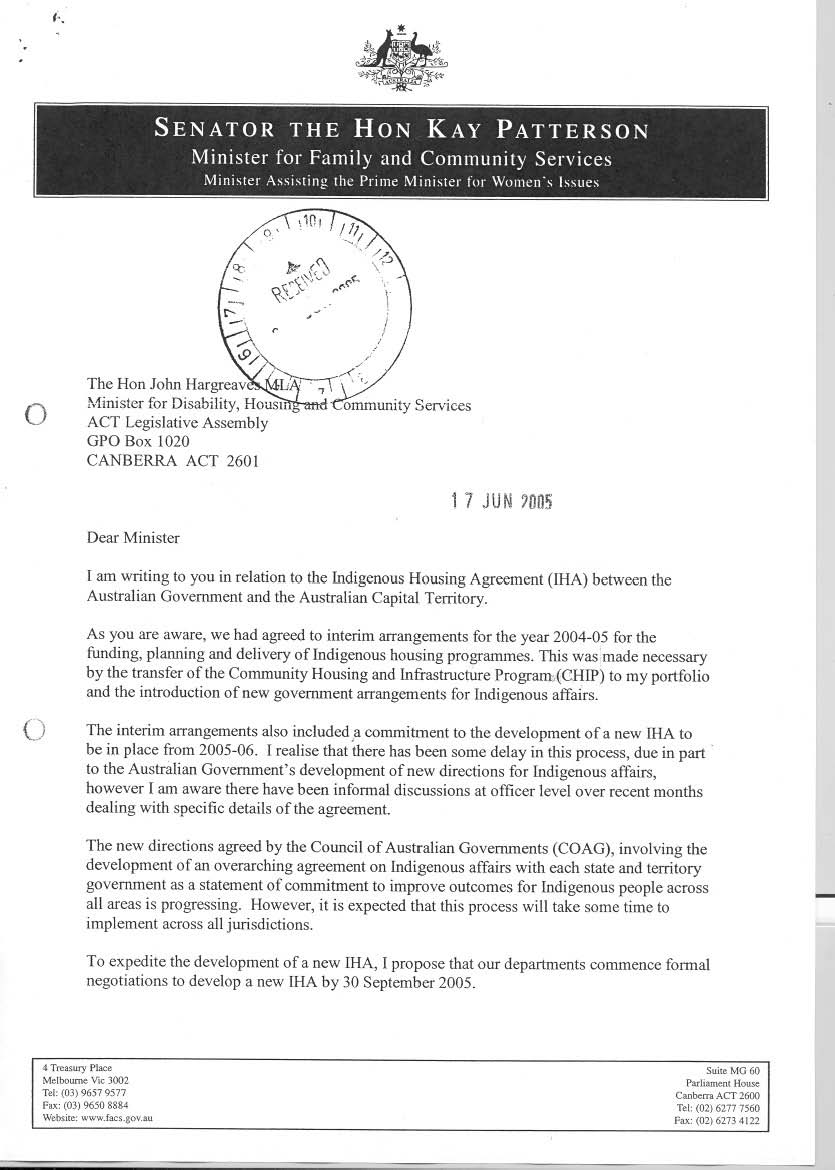 AUSTRALIA
SENATOR THE HON KAY PATTERSON
Minister for Family and Community Services
Minister Assisting the Prime Minister for Women's Issues
8 9 10 11 12
RECEIVED
7
6
The Hon John Hargreaves MLA
Minister for Disability, Housing and Community Services
ACT Legislative Assembly
GPO Box 1020
CANBERRA ACT 2601
17 JUN 2005
Dear Minister
I am writing to you in relation to the Indigenous Housing Agreement (IHA) between the
Australian Government and the Australian Capital Territory.
As you are aware, we had agreed to interim arrangements for the year 2004-05 for the
funding, planning and delivery of Indigenous housing programmes. This was made necessary
by the transfer of the Community Housing and Infrastructure Program (CHIP) to my portfolio
and the introduction of new government arrangements for Indigenous affairs.
The interim arrangements also included a commitment to the development of a new IHA to
be in place from 2005-06. I realise that there has been some delay in this process, due in part
to the Australian Government's development of new directions for Indigenous affairs,
however I am aware there have been informal discussions at officer level over recent months
dealing with specific details of the agreement.
The new directions agreed by the Council of Australian Governments (COAG), involving the
development of an overarching agreement on Indigenous affairs with each state and territory
government as a statement of commitment to improve outcomes for Indigenous people across
all areas is progressing. However, it is expected that this process will take some time to
implement across all jurisdictions.
To expedite the development of a new IHA, I propose that our departments commence formal
negotiations to develop a new IHA by 30 September 2005.
4 Treasury Place
Melbourne Vic 3002
Tel: (03) 9657 9577
Fax: (03) 9650 8884
Website: www.facs.gov.au
Suite MG 60
Parliament House
Canberra ACT 2600
Tel: (02) 6277 7560
Fax: (02) 6273 4122